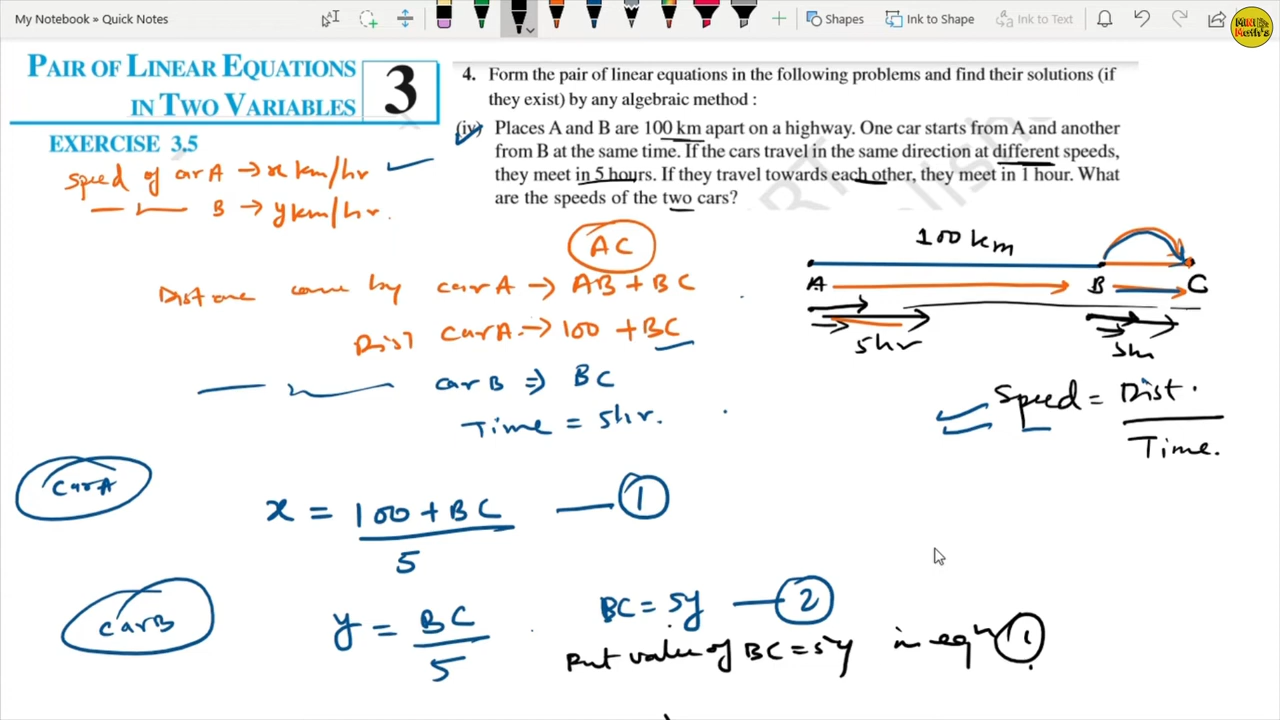 My Notebook » Quick Notes
Shapes
Ink to Shape
Ink to Text
MINI
Math's
PAIR OF LINEAR EQUATIONS
IN TWO VARIABLES
3
EXERCISE 3.5
4. Form the pair of linear equations in the following problems and find their solutions (if
they exist) by any algebraic method :
(iv) Places A and B are 100 km apart on a highway. One car starts from A and another
from B at the same time. If the cars travel in the same direction at different speeds,
they meet in 5 hours. If they travel towards each other, they meet in 1 hour. What
are the speeds of the two cars?
speed of car A → x km/hr
B → y km/hr.
AC
by car A → AB + BC
Dist car A → 100 + BC
car B ⇒ BC
Time = 5hr.
100 km
A B C
5hr
Speed = Dist.
Time.
Car A
x = 100 + BC — 1
5
Car B
y = BC
5
BC = 5y — 2
Put value of BC = 5y in eqn 1